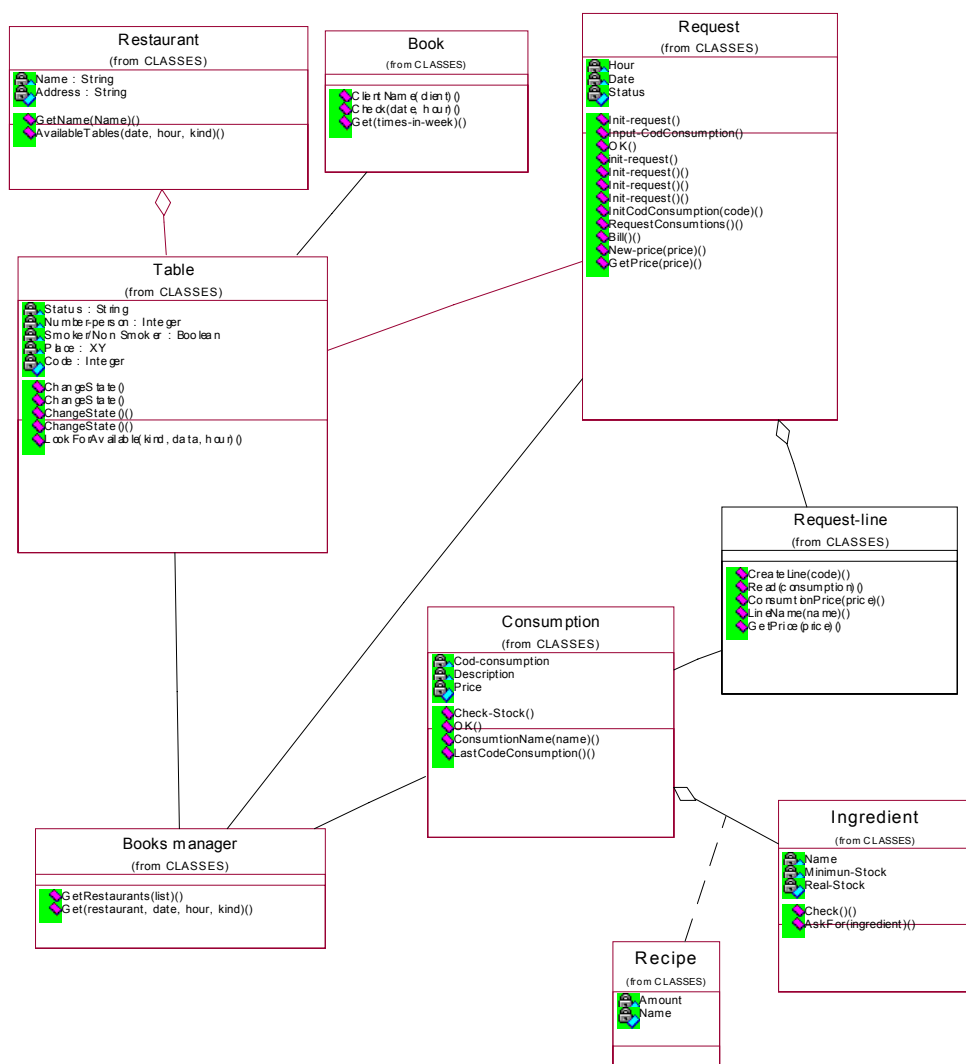 Restaurant
(from CLASSES)
Name : String
Address : String
GetName(Name)()
AvailableTables(date, hour, kind)()
Book
(from CLASSES)
ClientName(client)()
Check(date, hour)()
Get(times-in-week)()
Request
(from CLASSES)
Hour
Date
Status
Init-request()
Input-CodConsumption()
OK()
init-request()
Init-request()()
Init-request()()
Init-request()()
InitCodConsumption(code)()
RequestConsumtions()()
Bill()()
New-price(price)()
GetPrice(price)()
Table
(from CLASSES)
Status : String
Number-person : Integer
Smoker/Non Smoker : Boolean
Place : XY
Code : Integer
ChangeState()
ChangeState()
ChangeState()()
ChangeState()()
LookForAvailable(kind, data, hour)()
Request-line
(from CLASSES)
CreateLine(code)()
Read(consumption)()
ConsumtionPrice(price)()
LineName(name)()
GetPrice(price)()
Consumption
(from CLASSES)
Cod-consumption
Description
Price
Check-Stock()
OK()
ConsumtionName(name)()
LastCodeConsumption()()
Books manager
(from CLASSES)
GetRestaurants(list)()
Get(restaurant, date, hour, kind)()
Ingredient
(from CLASSES)
Name
Minimun-Stock
Real-Stock
Check()()
AskFor(ingredient)()
Recipe
(from CLASSES)
Amount
Name